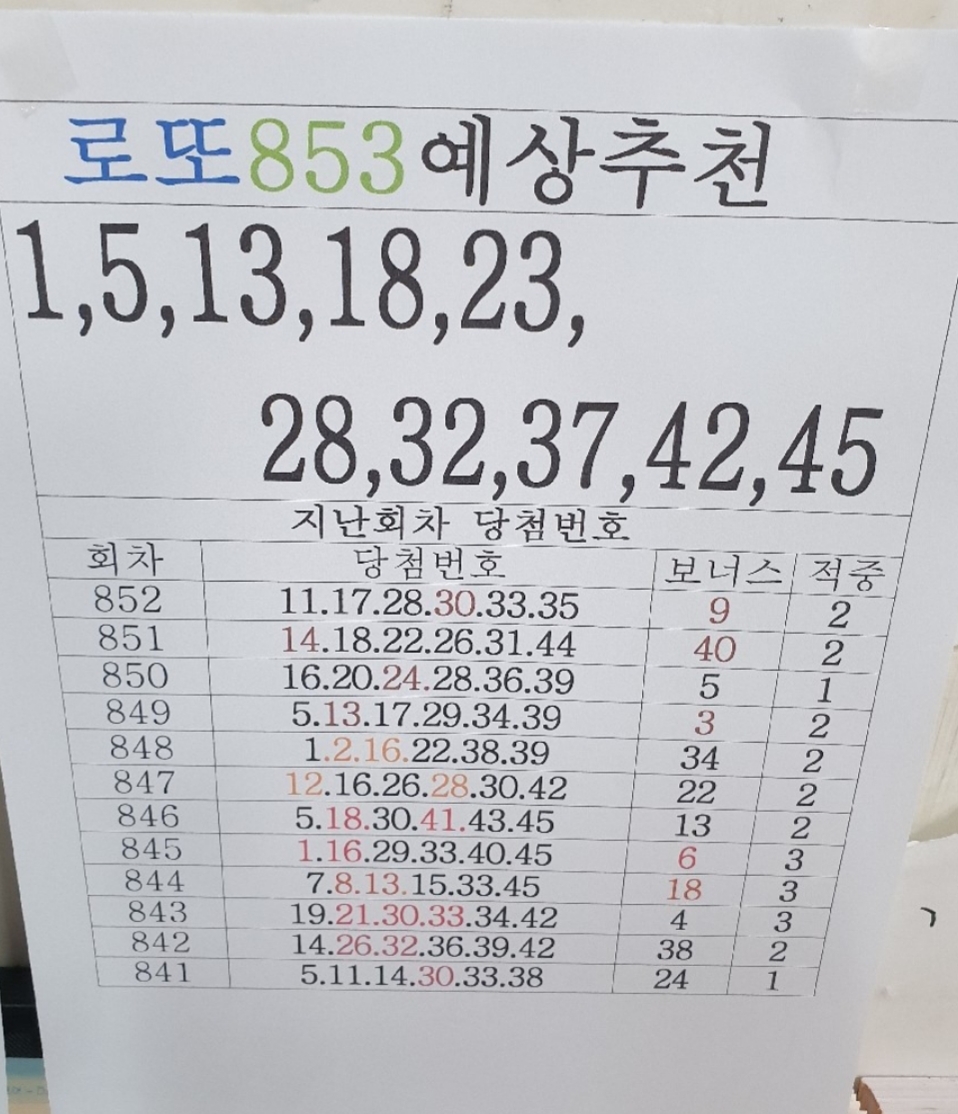 로또853예상추천
1,5,13,18,23,
28,32,37,42,45
지난회차 당첨번호
회차 당첨번호 보너스 적중
852 11.17.28.30.33.35 9 2
851 14.18.22.26.31.44 40 2
850 16.20.24.28.36.39 5 1
849 5.13.17.29.34.39 3 2
848 1.2.16.22.38.39 34 2
847 12.16.26.28.30.42 22 2
846 5.18.30.41.43.45 13 2
845 1.16.29.33.40.45 6 3
844 7.8.13.15.33.45 18 3
843 19.21.30.33.34.42 4 3
842 14.26.32.36.39.42 38 2
841 5.11.14.30.33.38 24 1